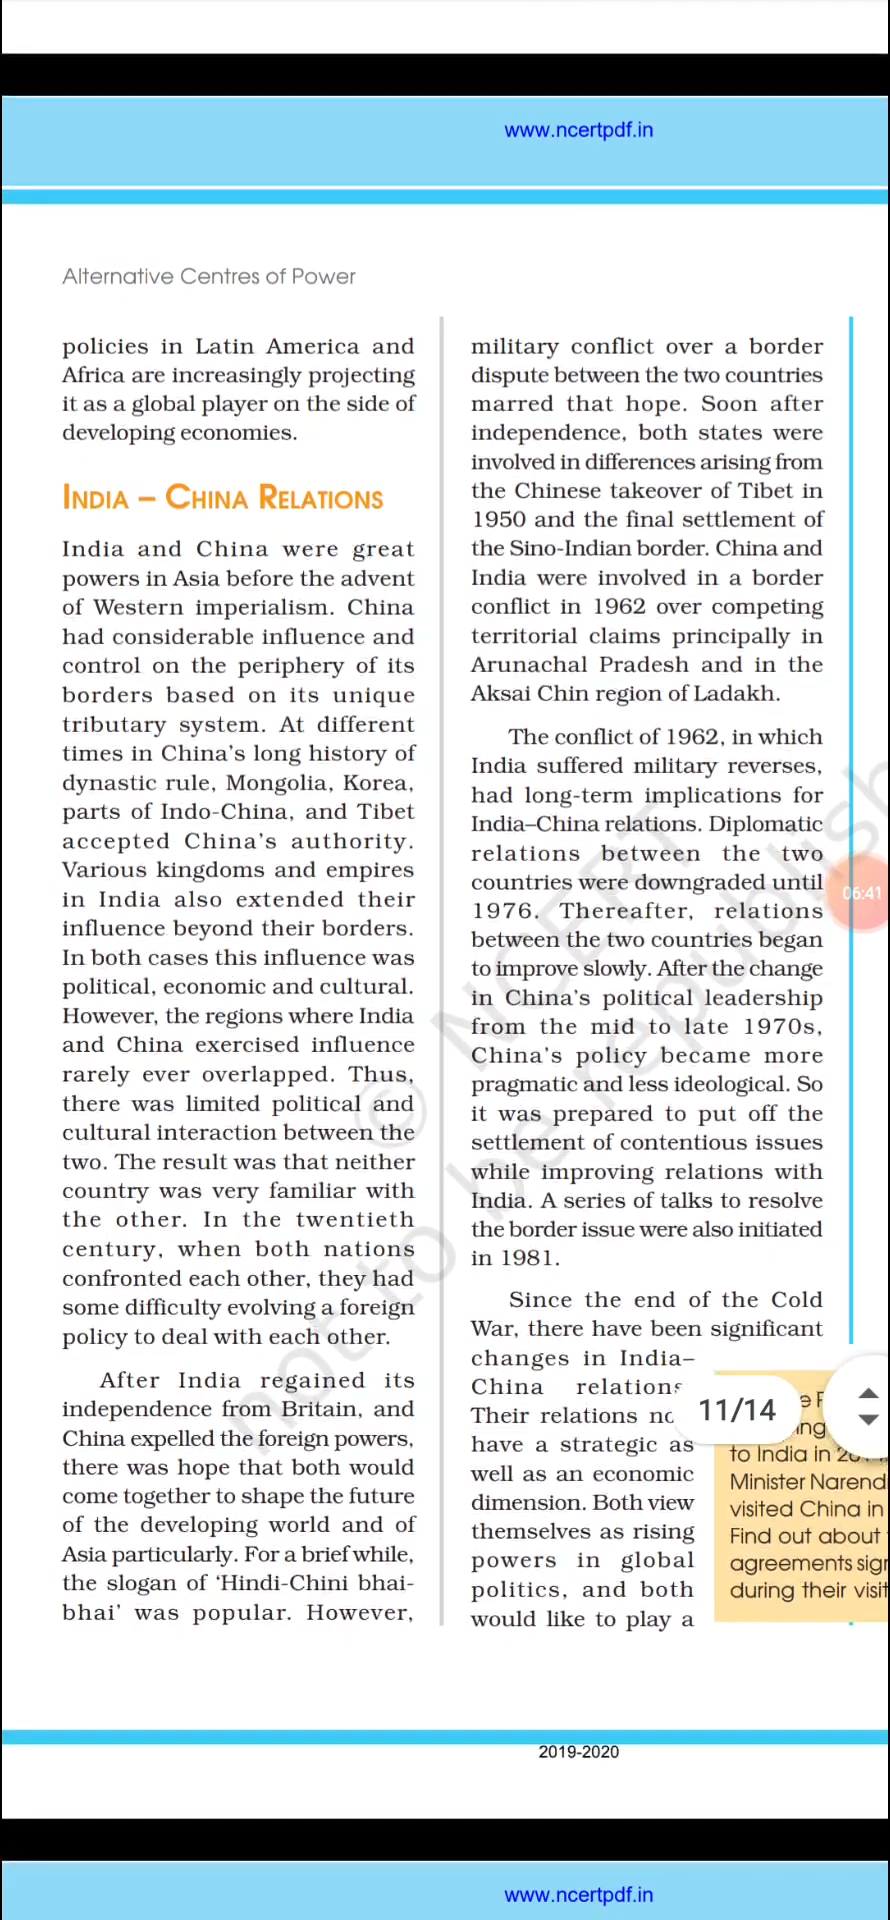 www.ncertpdf.in
Alternative Centres of Power
policies in Latin America and
Africa are increasingly projecting
it as a global player on the side of
developing economies.
INDIA – CHINA RELATIONS
India and China were great
powers in Asia before the advent
of Western imperialism. China
had considerable influence and
control on the periphery of its
borders based on its unique
tributary system. At different
times in China's long history of
dynastic rule, Mongolia, Korea,
parts of Indo-China, and Tibet
accepted China's authority.
Various kingdoms and empires
in India also extended their
influence beyond their borders.
In both cases this influence was
political, economic and cultural.
However, the regions where India
and China exercised influence
rarely ever overlapped. Thus,
there was limited political and
cultural interaction between the
two. The result was that neither
country was very familiar with
the other. In the twentieth
century, when both nations
confronted each other, they had
some difficulty evolving a foreign
policy to deal with each other.
After India regained its
independence from Britain, and
China expelled the foreign powers,
there was hope that both would
come together to shape the future
of the developing world and of
Asia particularly. For a brief while,
the slogan of 'Hindi-Chini bhai-
bhai' was popular. However,
military conflict over a border
dispute between the two countries
marred that hope. Soon after
independence, both states were
involved in differences arising from
the Chinese takeover of Tibet in
1950 and the final settlement of
the Sino-Indian border. China and
India were involved in a border
conflict in 1962 over competing
territorial claims principally in
Arunachal Pradesh and in the
Aksai Chin region of Ladakh.
The conflict of 1962, in which
India suffered military reverses,
had long-term implications for
India–China relations. Diplomatic
relations between the two
countries were downgraded until
1976. Thereafter, relations
between the two countries began
to improve slowly. After the change
in China's political leadership
from the mid to late 1970s,
China's policy became more
pragmatic and less ideological. So
it was prepared to put off the
settlement of contentious issues
while improving relations with
India. A series of talks to resolve
the border issue were also initiated
in 1981.
Since the end of the Cold
War, there have been significant
changes in India–
China relations
Their relations
have a strategic as
well as an economic
dimension. Both view
themselves as rising
powers in global
politics, and both
would like to play a
to India in
Minister
visited China in
Find out about
agreements
during their
06:41
11/14
© NCERT
not to be republish
2019-2020
www.ncertpdf.in